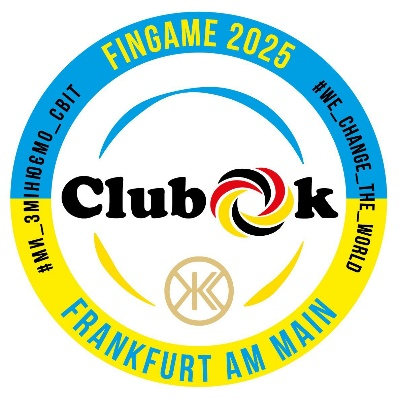 FINGAME 2025
#МИ_ЗМІНЮЄМО_СВІТ
#WE_CHANGE_THE_WORLD
Clubok
FRANKFURT AM MAIN